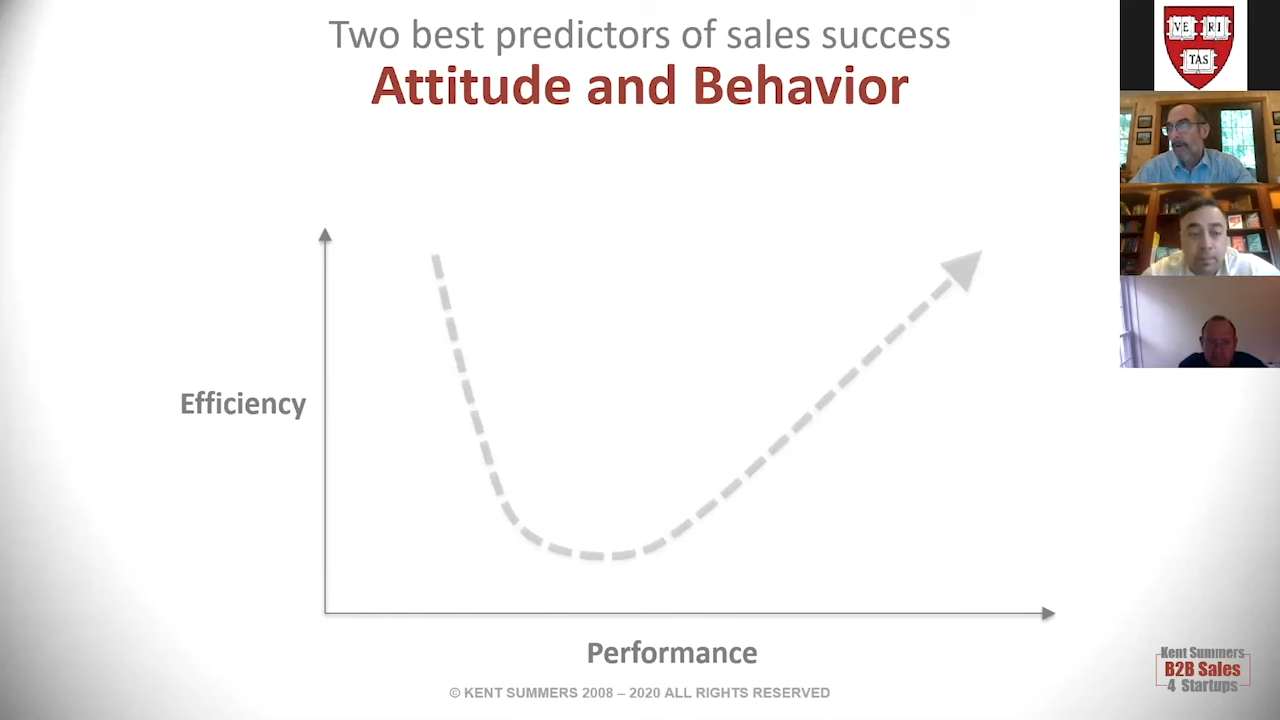 Two best predictors of sales success
Attitude and Behavior
VE RI
TAS
Efficiency
Performance
© KENT SUMMERS 2008 – 2020 ALL RIGHTS RESERVED
Kent Summers
B2B Sales
4 Startups